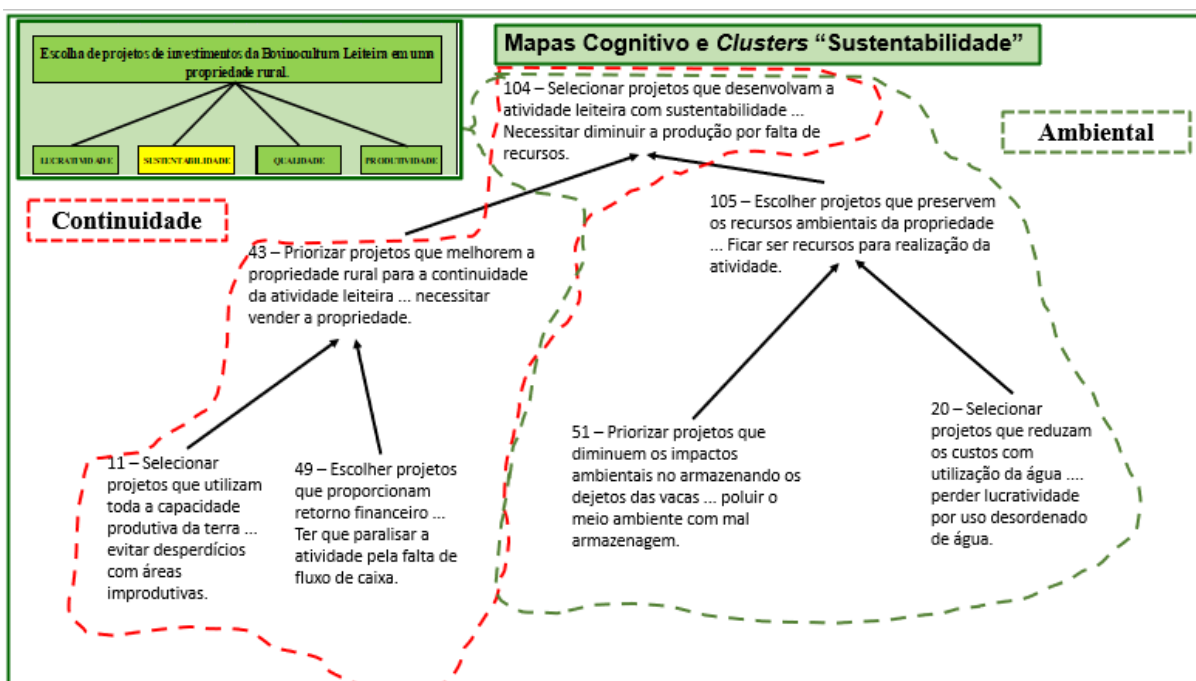 Escolha de projetos de investimentos da Bovinocultura Leiteira em uma
propriedade rural.
LUCRATIVIDADE
SUSTENTABILIDADE
QUALIDADE
PRODUTIVIDADE
Mapas Cognitivo e Clusters “Sustentabilidade”
104 – Selecionar projetos que desenvolvam a
atividade leiteira com sustentabilidade ...
Necessitar diminuir a produção por falta de
recursos.
Ambiental
Continuidade
105 – Escolher projetos que preservem
os recursos ambientais da propriedade
... Ficar ser recursos para realização da
atividade.
43 – Priorizar projetos que melhorem a
propriedade rural para a continuidade
da atividade leiteira ... necessitar
vender a propriedade.
11 – Selecionar
projetos que utilizam
toda a capacidade
produtiva da terra ...
evitar desperdícios
com áreas
improdutivas.
49 – Escolher projetos
que proporcionam
retorno financeiro ...
Ter que paralisar a
atividade pela falta de
fluxo de caixa.
51 – Priorizar projetos que
diminuem os impactos
ambientais no armazenando os
dejetos das vacas ... poluir o
meio ambiente com mal
armazenagem.
20 – Selecionar
projetos que reduzam
os custos com
utilização da água ....
perder lucratividade
por uso desordenado
de água.